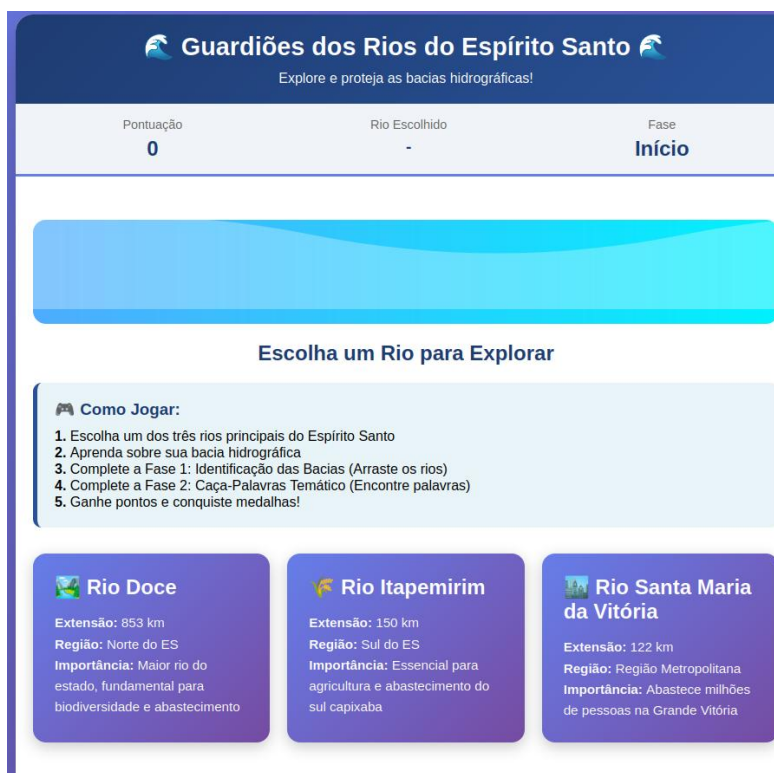 Guardiões dos Rios do Espírito Santo
Explore e proteja as bacias hidrográficas!
Pontuação
0
Rio Escolhido
-
Fase
Início
Escolha um Rio para Explorar
Como Jogar:
1. Escolha um dos três rios principais do Espírito Santo
2. Aprenda sobre sua bacia hidrográfica
3. Complete a Fase 1: Identificação das Bacias (Arraste os rios)
4. Complete a Fase 2: Caça-Palavras Temático (Encontre palavras)
5. Ganhe pontos e conquiste medalhas!
Rio Doce
Extensão: 853 km
Região: Norte do ES
Importância: Maior rio do
estado, fundamental para
biodiversidade e abastecimento
Rio Itapemirim
Extensão: 150 km
Região: Sul do ES
Importância: Essencial para
agricultura e abastecimento do
sul capixaba
Rio Santa Maria
da Vitória
Extensão: 122 km
Região: Região Metropolitana
Importância: Abastece milhões
de pessoas na Grande Vitória